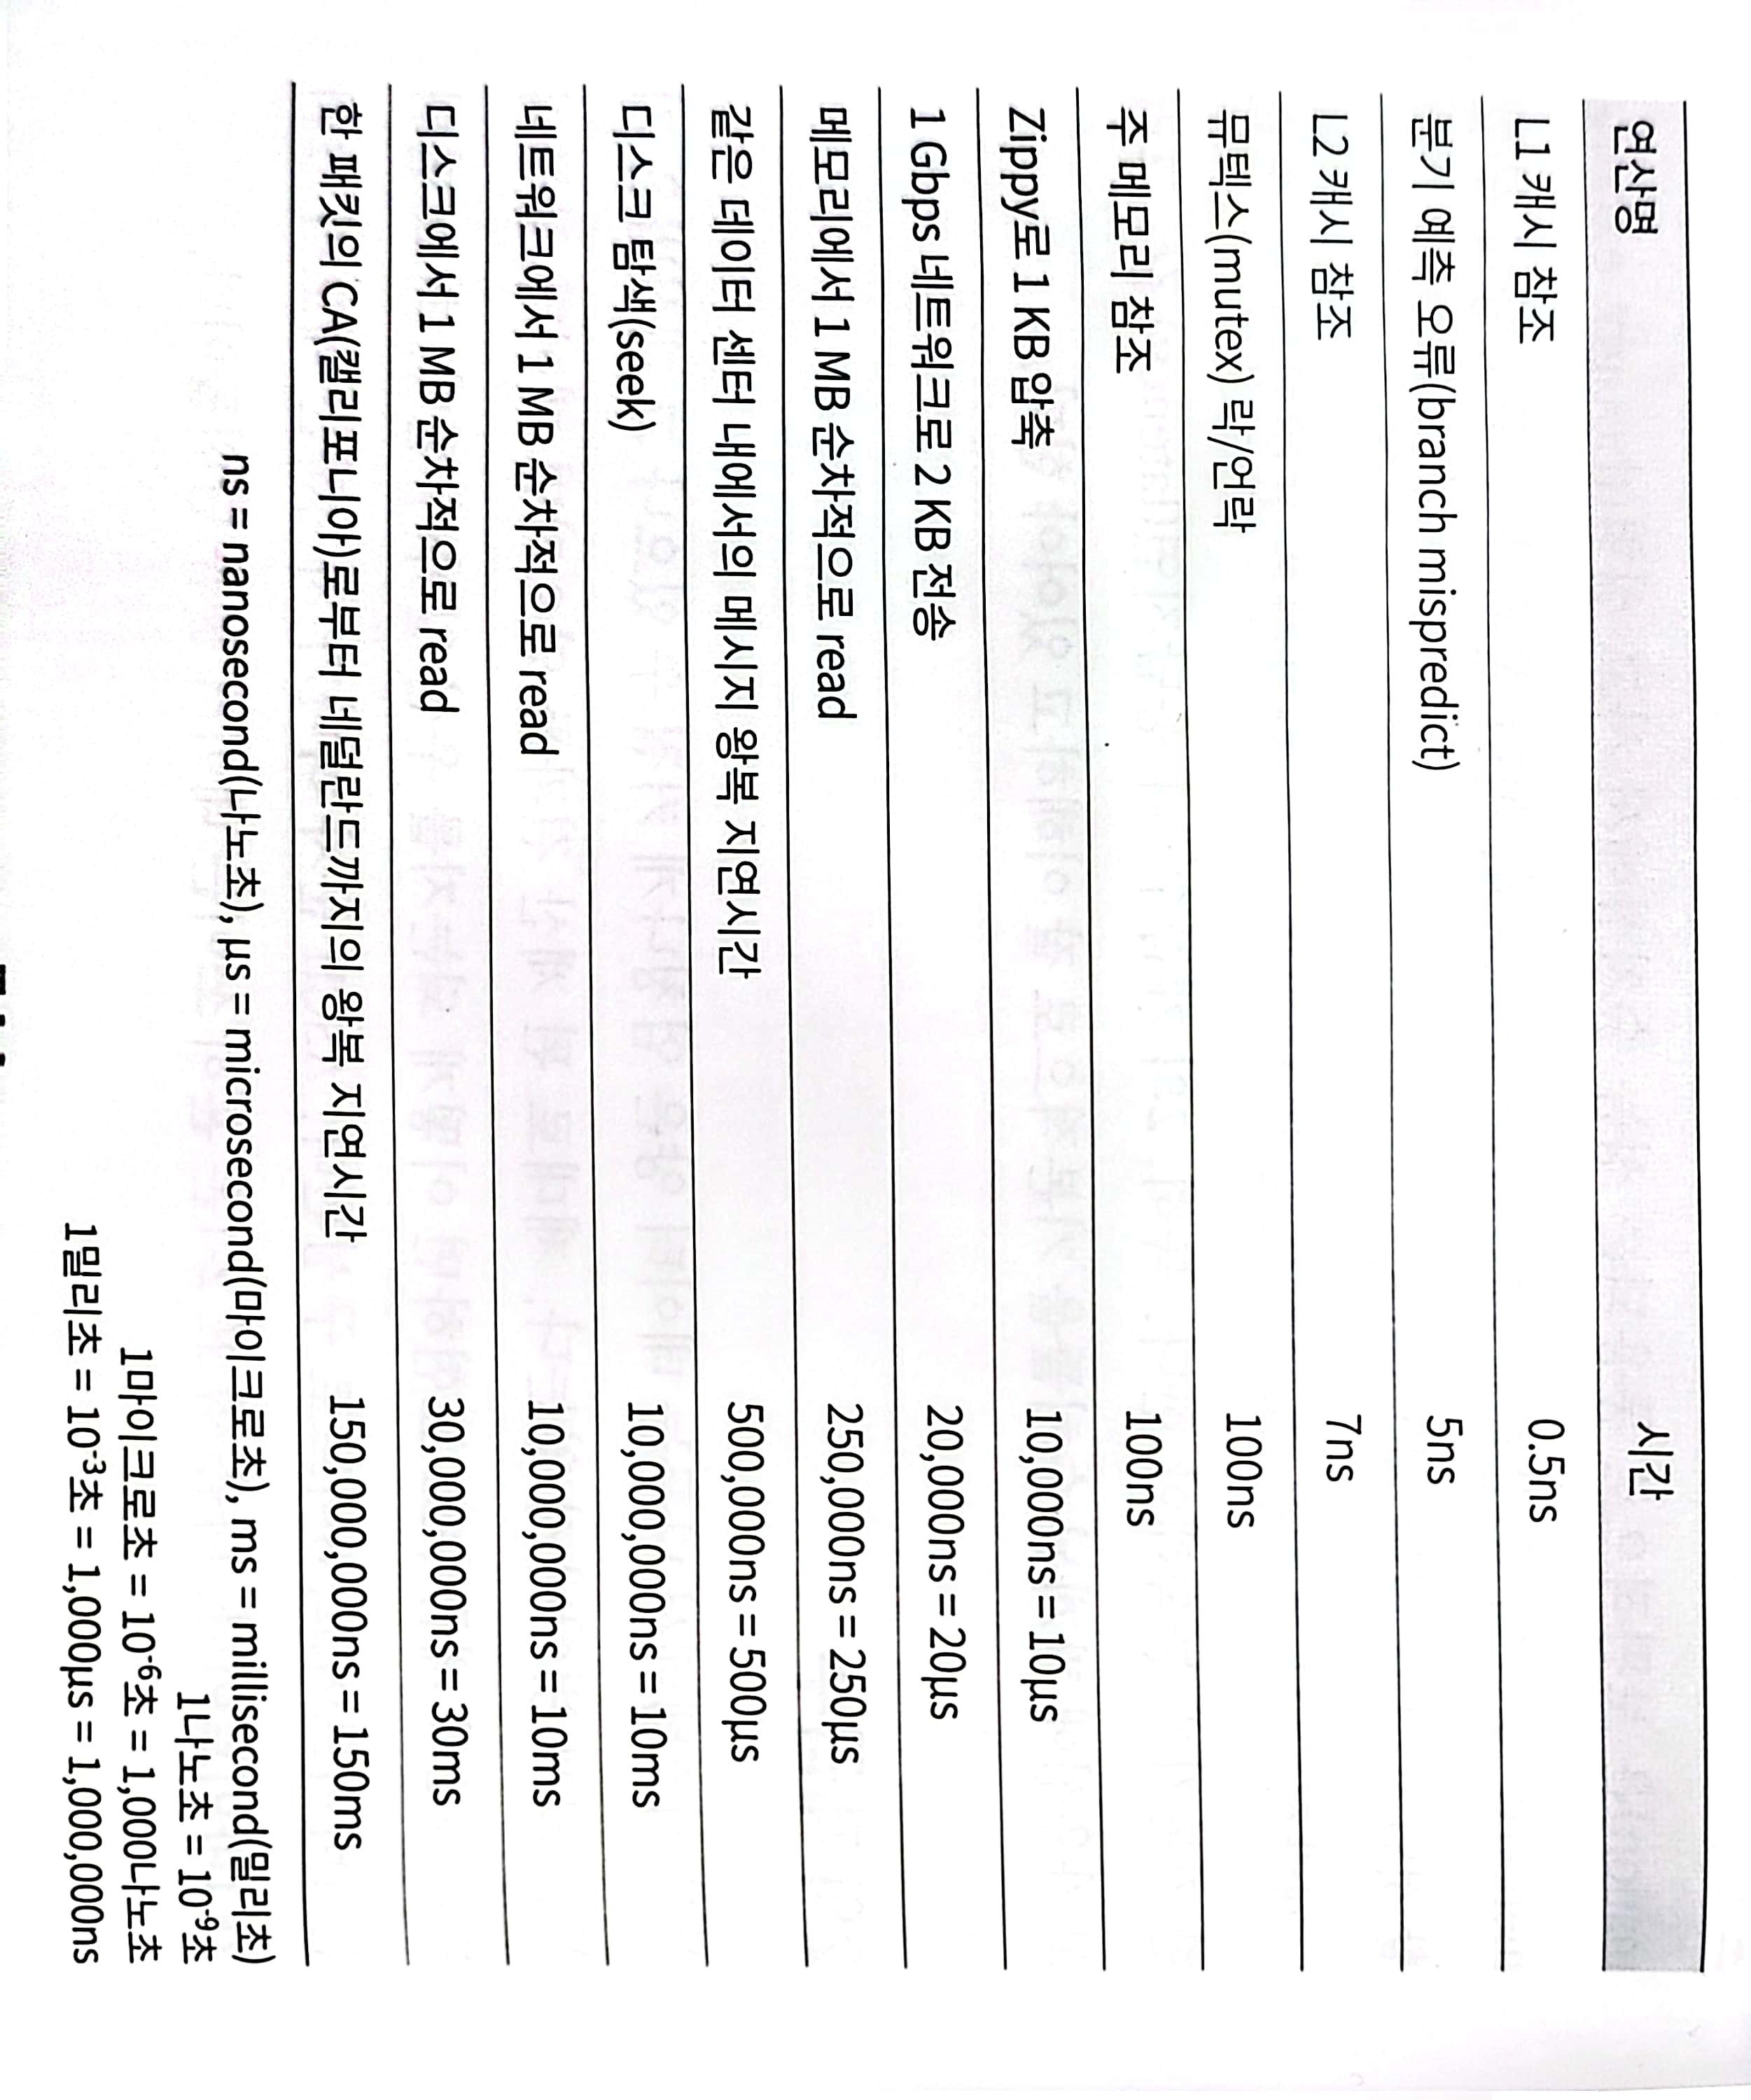 연산명 시간
L1 캐시 참조 0.5ns
분기 예측 오류(branch mispredict) 5ns
L2 캐시 참조 7ns
뮤텍스(mutex) 락/언락 100ns
주 메모리 참조 100ns
Zippy로 1 KB 압축 10,000ns = 10μs
1 Gbps 네트워크로 2 KB 전송 20,000ns = 20μs
메모리에서 1 MB 순차적으로 read 250,000ns = 250μs
같은 데이터 센터 내에서의 메시지 왕복 지연시간 500,000ns = 500μs
디스크 탐색(seek) 10,000,000ns = 10ms
네트워크에서 1 MB 순차적으로 read 10,000,000ns = 10ms
디스크에서 1 MB 순차적으로 read 30,000,000ns = 30ms
한 패킷의 CA(캘리포니아)로부터 네덜란드까지의 왕복 지연시간 150,000,000ns = 150ms
ns = nanosecond(나노초), μs = microsecond(마이크로초), ms = millisecond(밀리초)
1나노초 = 10⁻⁹초
1마이크로초 = 10⁻⁶초 = 1,000나노초
1밀리초 = 10⁻³초 = 1,000μs = 1,000,000ns